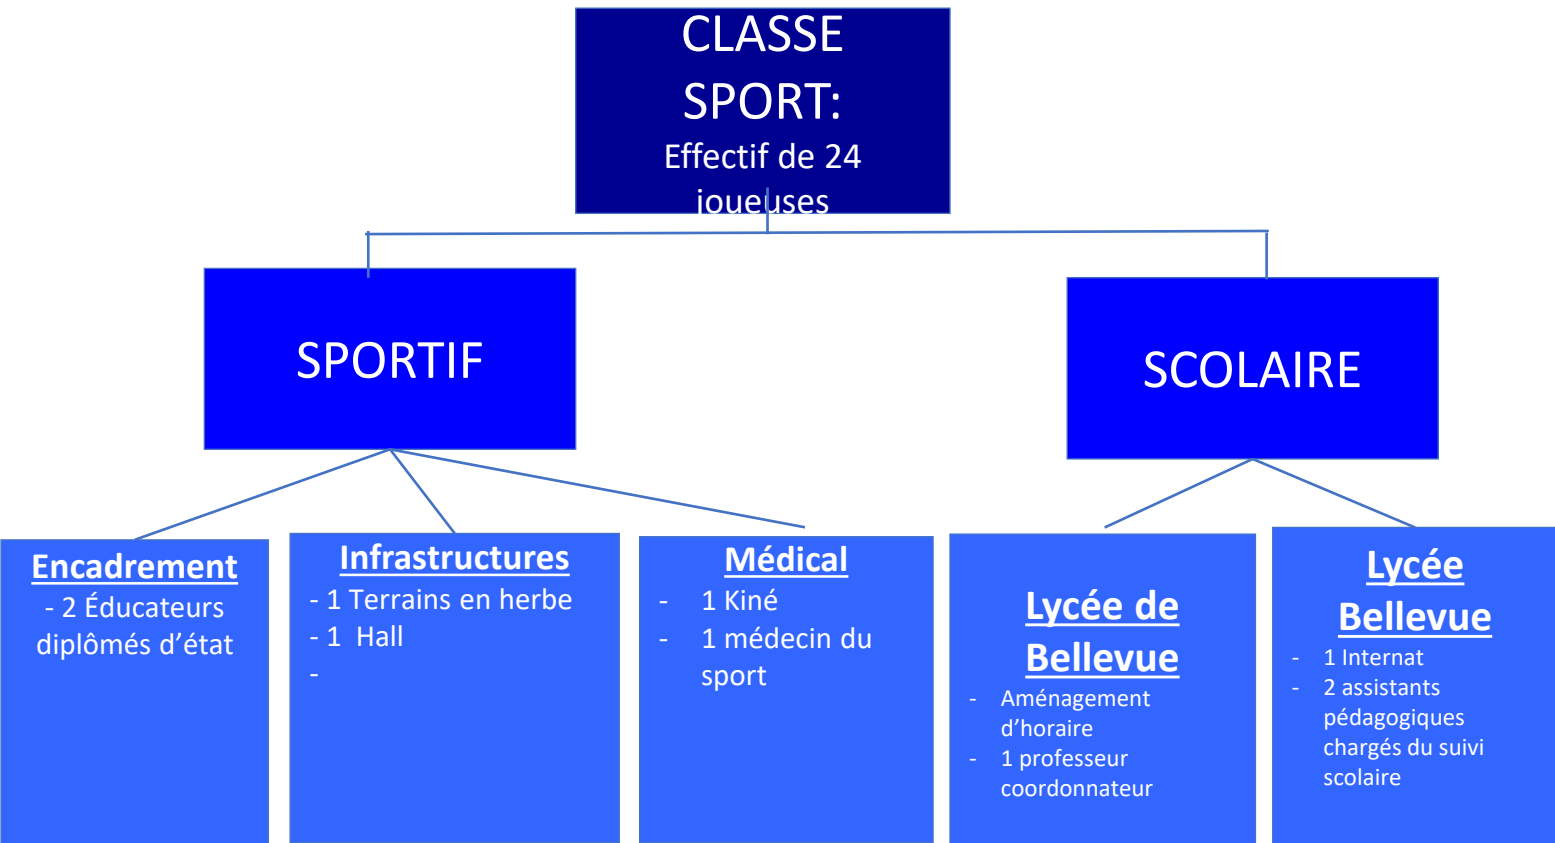 CLASSE
SPORT:
Effectif de 24
joueuses
SPORTIF
SCOLAIRE
Encadrement
- 2 Éducateurs
diplômés d’état
Infrastructures
- 1 Terrains en herbe
- 1 Hall
-
Médical
- 1 Kiné
- 1 médecin du
sport
Lycée de
Bellevue
- Aménagement
d’horaire
- 1 professeur
coordonnateur
Lycée
Bellevue
- 1 Internat
- 2 assistants
pédagogiques
chargés du suivi
scolaire